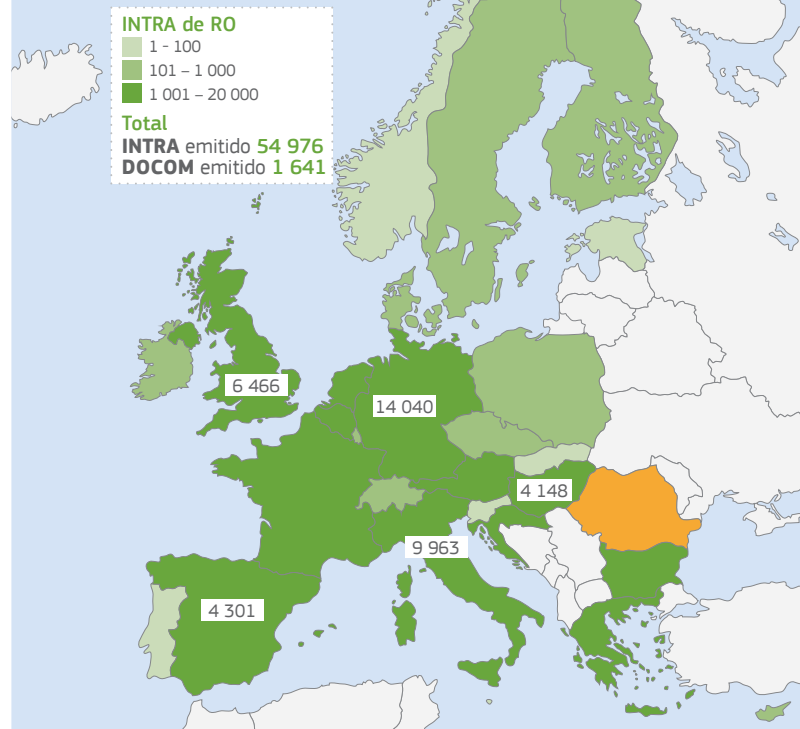 INTRA de RO
1 - 100
101 – 1 000
1 001 – 20 000
Total
INTRA emitido 54 976
DOCOM emitido 1 641
6 466
14 040
4 148
9 963
4 301